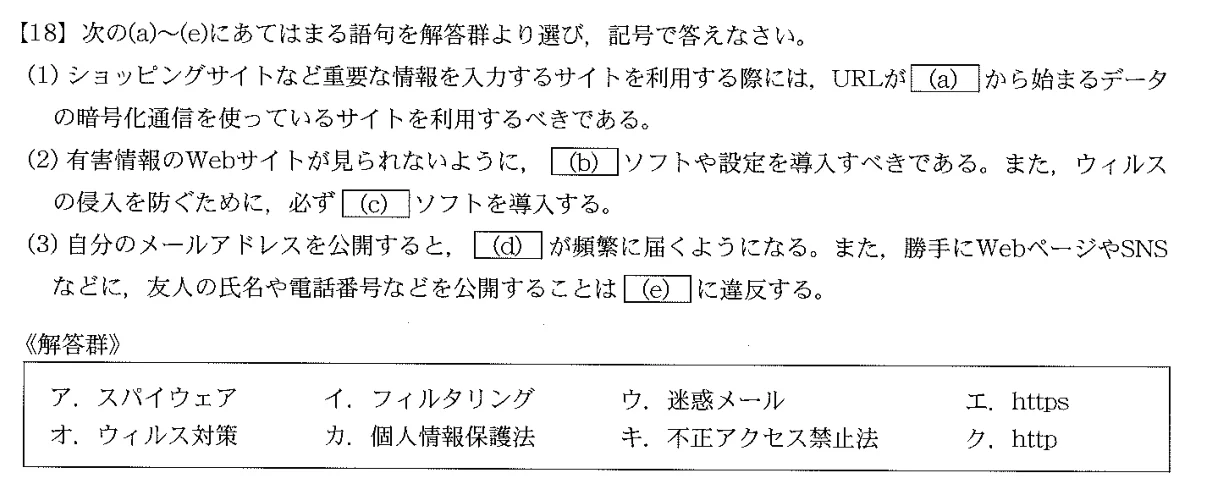 【18】次の(a)～(e)にあてはまる語句を解答群より選び，記号で答えなさい。
(1) ショッピングサイトなど重要な情報を入力するサイトを利用する際には，URLが (a) から始まるデータ
の暗号化通信を使っているサイトを利用するべきである。
(2) 有害情報のWebサイトが見られないように， (b) ソフトや設定を導入すべきである。また，ウィルス
の侵入を防ぐために，必ず (c) ソフトを導入する。
(3) 自分のメールアドレスを公開すると， (d) が頻繁に届くようになる。また，勝手にWebページやSNS
などに，友人の氏名や電話番号などを公開することは (e) に違反する。
《解答群》
ア．スパイウェア　イ．フィルタリング　ウ．迷惑メール　エ．https
オ．ウィルス対策　カ．個人情報保護法　キ．不正アクセス禁止法　ク．http